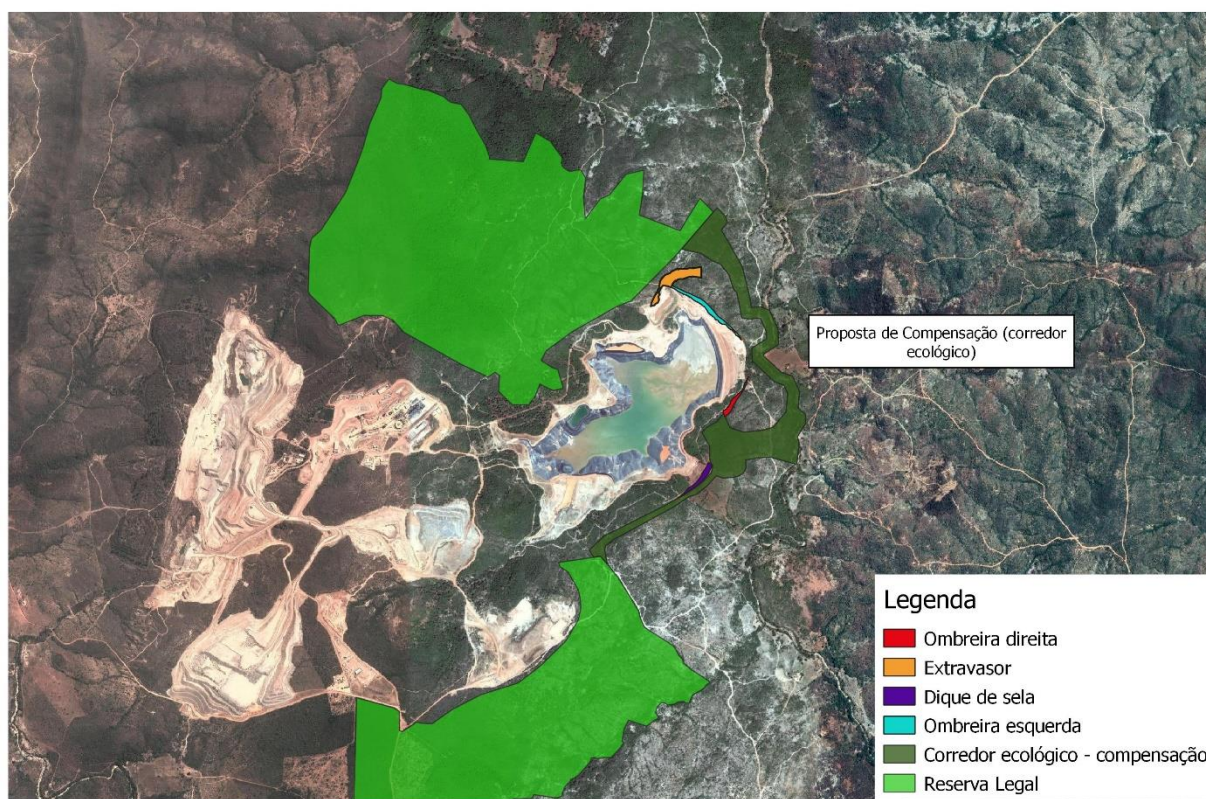 Proposta de Compensação (corredor
ecológico)
Legenda
Ombreira direita
Extravasor
Dique de sela
Ombreira esquerda
Corredor ecológico - compensação
Reserva Legal